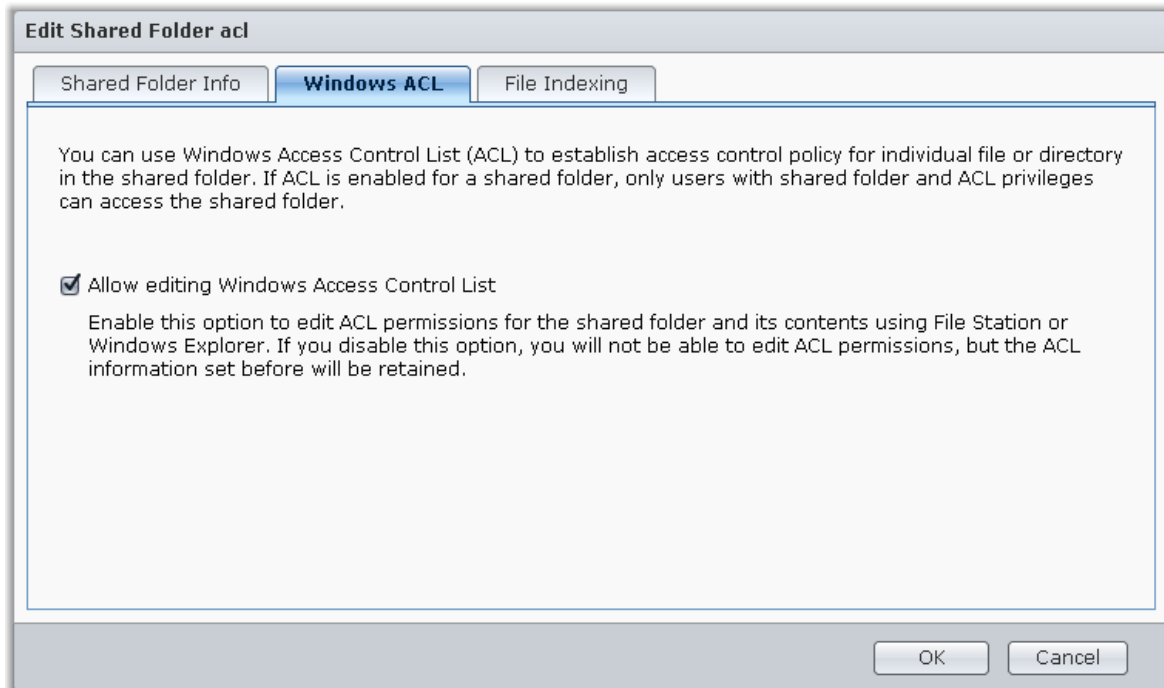 Edit Shared Folder acl
Shared Folder Info
Windows ACL
File Indexing
You can use Windows Access Control List (ACL) to establish access control policy for individual file or directory
in the shared folder. If ACL is enabled for a shared folder, only users with shared folder and ACL privileges
can access the shared folder.
Allow editing Windows Access Control List
Enable this option to edit ACL permissions for the shared folder and its contents using File Station or
Windows Explorer. If you disable this option, you will not be able to edit ACL permissions, but the ACL
information set before will be retained.
OK
Cancel